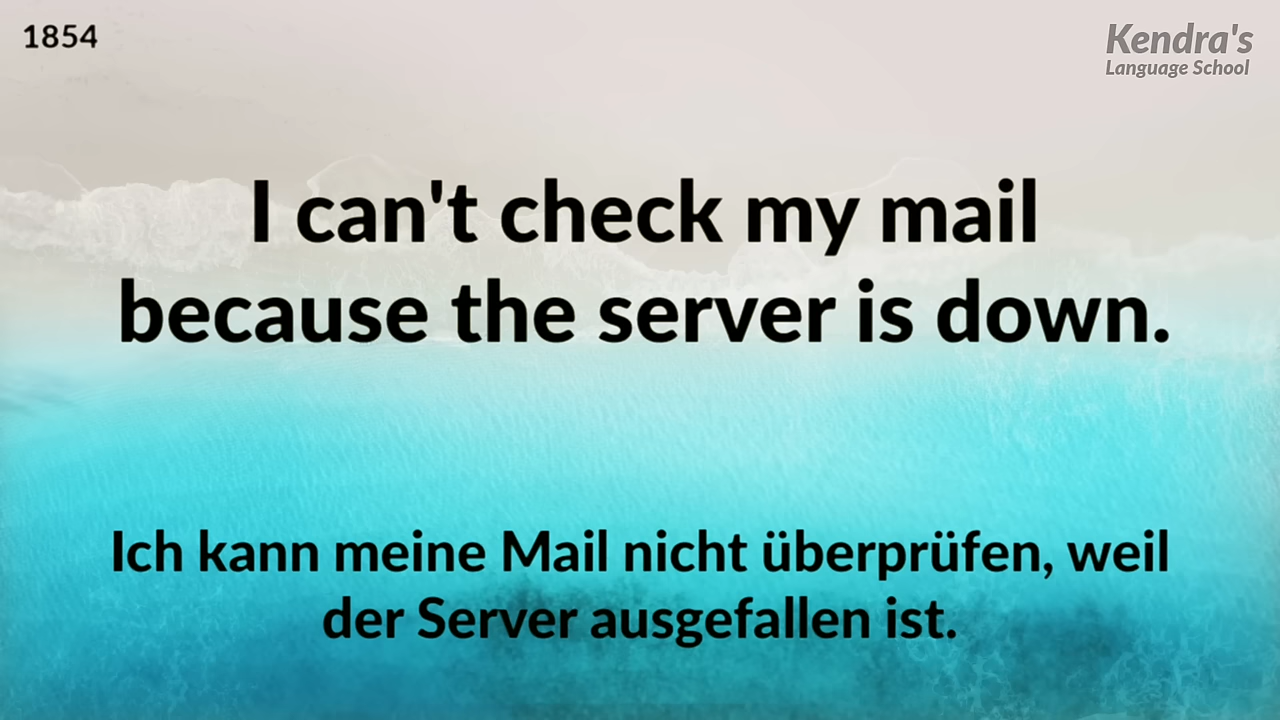 1854
Kendra's
Language School
I can't check my mail
because the server is down.
Ich kann meine Mail nicht überprüfen, weil
der Server ausgefallen ist.